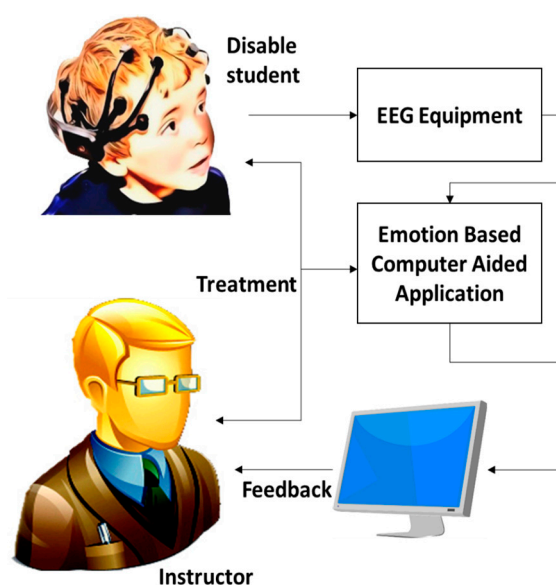 Disable
student
EEG Equipment
Emotion Based
Computer Aided
Application
Treatment
Feedback
Instructor